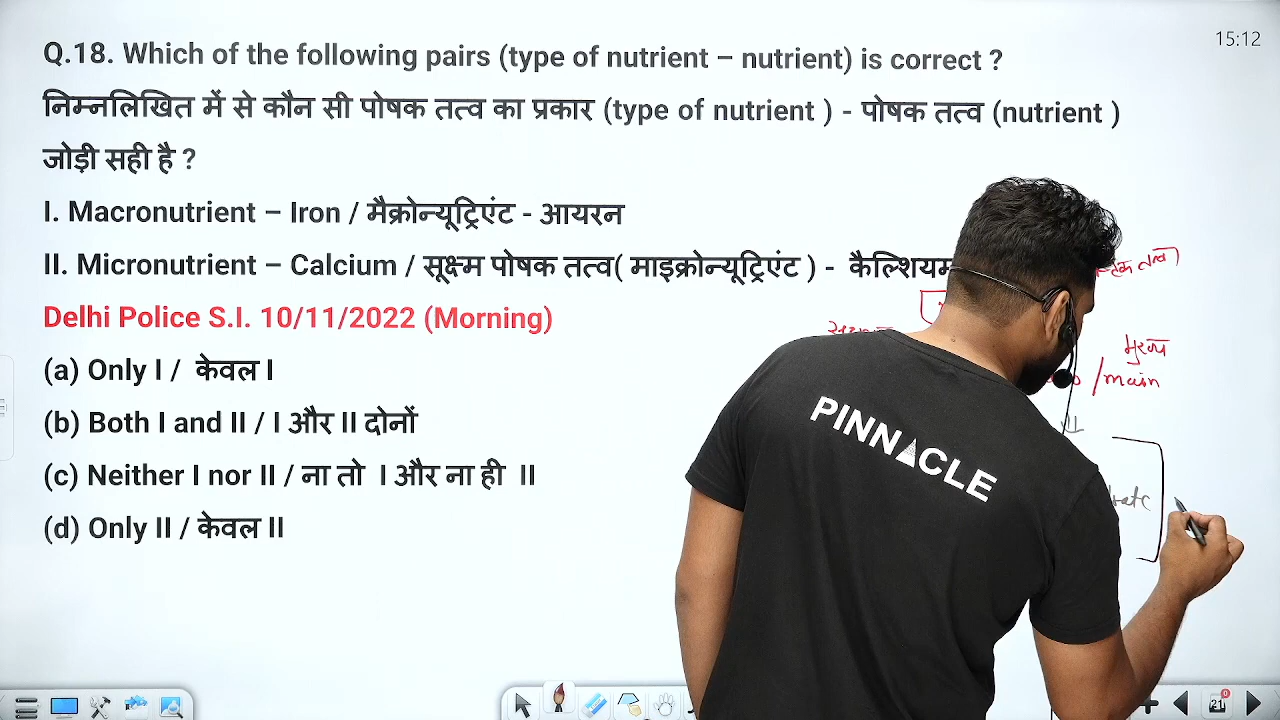 15:12
Q.18. Which of the following pairs (type of nutrient – nutrient) is correct ?
निम्नलिखित में से कौन सी पोषक तत्व का प्रकार (type of nutrient ) - पोषक तत्व (nutrient )
जोड़ी सही है ?
I. Macronutrient – Iron / मैक्रोन्यूट्रिएंट - आयरन
II. Micronutrient – Calcium / सूक्ष्म पोषक तत्व( माइक्रोन्यूट्रिएंट ) - कैल्शियम
Delhi Police S.I. 10/11/2022 (Morning)
मुख्य
/main
(a) Only I / केवल I
(b) Both I and II / I और II दोनों
(c) Neither I nor II / ना तो I और ना ही II
(d) Only II / केवल II
PINNACLE
21
0